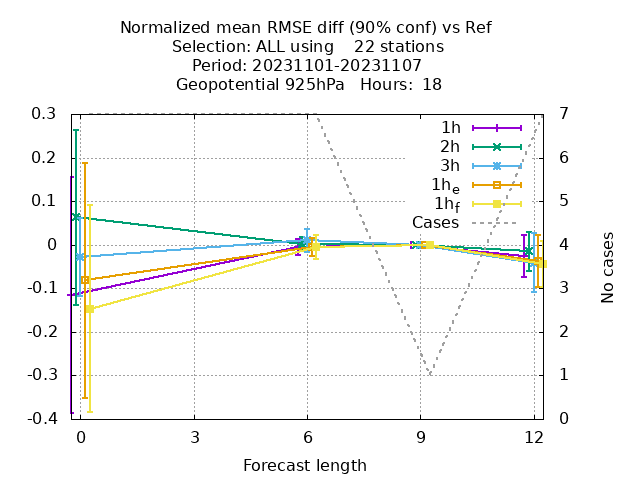 Normalized mean RMSE diff (90% conf) vs Ref
Selection: ALL using    22 stations
Period: 20231101-20231107
Geopotential 925hPa   Hours:  18
0.3
0.2
0.1
0
-0.1
-0.2
-0.3
-0.4
7
6
5
4
3
2
1
0
No cases
1h
2h
3h
1he
1hf
Cases
0 3 6 9 12
Forecast length